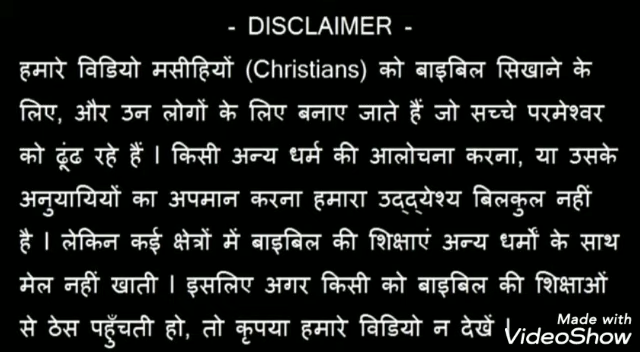 - DISCLAIMER -
हमारे विडियो मसीहियों (Christians) को बाइबिल सिखाने के
लिए, और उन लोगों के लिए बनाए जाते हैं जो सच्चे परमेश्वर
को ढूंढ रहे हैं । किसी अन्य धर्म की आलोचना करना, या उसके
अनुयायियों का अपमान करना हमारा उद्द्येश्य बिलकुल नहीं
है । लेकिन कई क्षेत्रों में बाइबिल की शिक्षाएं अन्य धर्मों के साथ
मेल नहीं खाती । इसलिए अगर किसी को बाइबिल की शिक्षाओं
से ठेस पहुँचती हो, तो कृपया हमारे विडियो न देखें ।
Made with
VideoShow